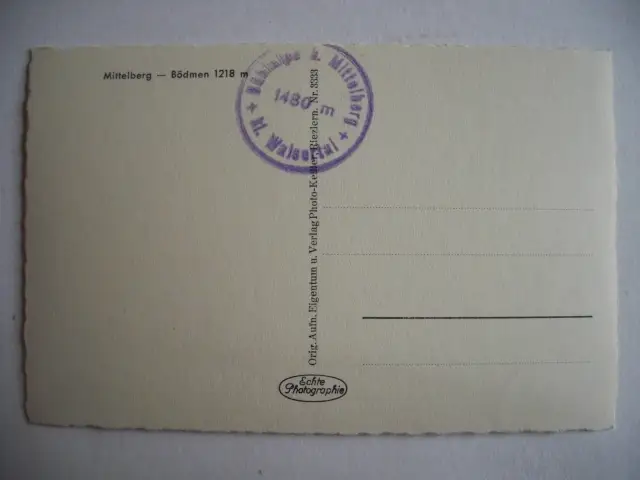 Mittelberg — Bödmen 1218 m
b. Mittelberg
1480 m
+ kl. Walsertal +
Orig. Aufn. Eigentum u. Verlag Photo-Keßler, Riezlern. Nr. 3333
Echte
Photographie